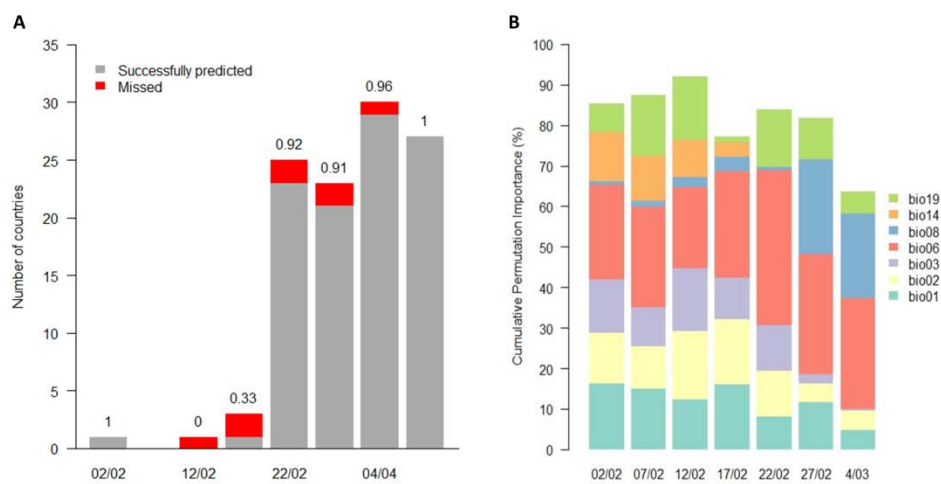 A
Number of countries
35
30
25
20
15
10
5
0
Successfully predicted
Missed
1
0
0.33
0.92
0.91
0.96
1
02/02
12/02
22/02
04/04
B
Cumulative Permutation Importance (%)
100
90
80
70
60
50
40
30
20
10
0
02/02
07/02
12/02
17/02
22/02
27/02
4/03
bio19
bio14
bio08
bio06
bio03
bio02
bio01